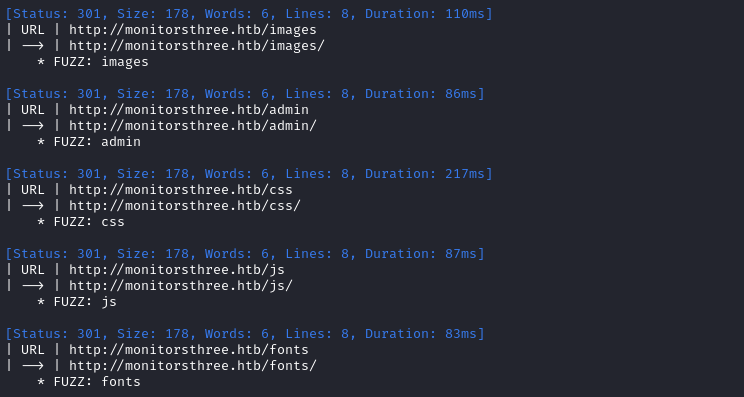 [Status: 301, Size: 178, Words: 6, Lines: 8, Duration: 110ms]
| URL | http://monitorsthree.htb/images
| --> | http://monitorsthree.htb/images/
    * FUZZ: images

[Status: 301, Size: 178, Words: 6, Lines: 8, Duration: 86ms]
| URL | http://monitorsthree.htb/admin
| --> | http://monitorsthree.htb/admin/
    * FUZZ: admin

[Status: 301, Size: 178, Words: 6, Lines: 8, Duration: 217ms]
| URL | http://monitorsthree.htb/css
| --> | http://monitorsthree.htb/css/
    * FUZZ: css

[Status: 301, Size: 178, Words: 6, Lines: 8, Duration: 87ms]
| URL | http://monitorsthree.htb/js
| --> | http://monitorsthree.htb/js/
    * FUZZ: js

[Status: 301, Size: 178, Words: 6, Lines: 8, Duration: 83ms]
| URL | http://monitorsthree.htb/fonts
| --> | http://monitorsthree.htb/fonts/
    * FUZZ: fonts